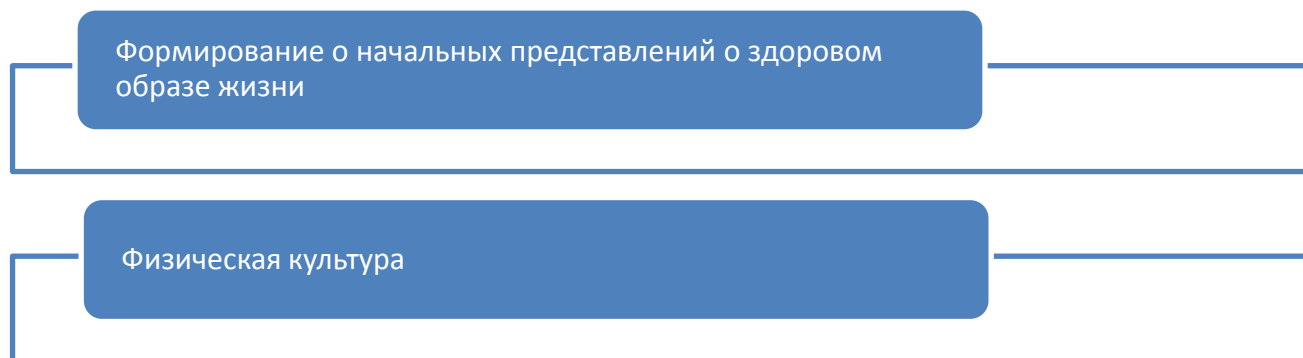 Формирование о начальных представлений о здоровом
образе жизни
Физическая культура